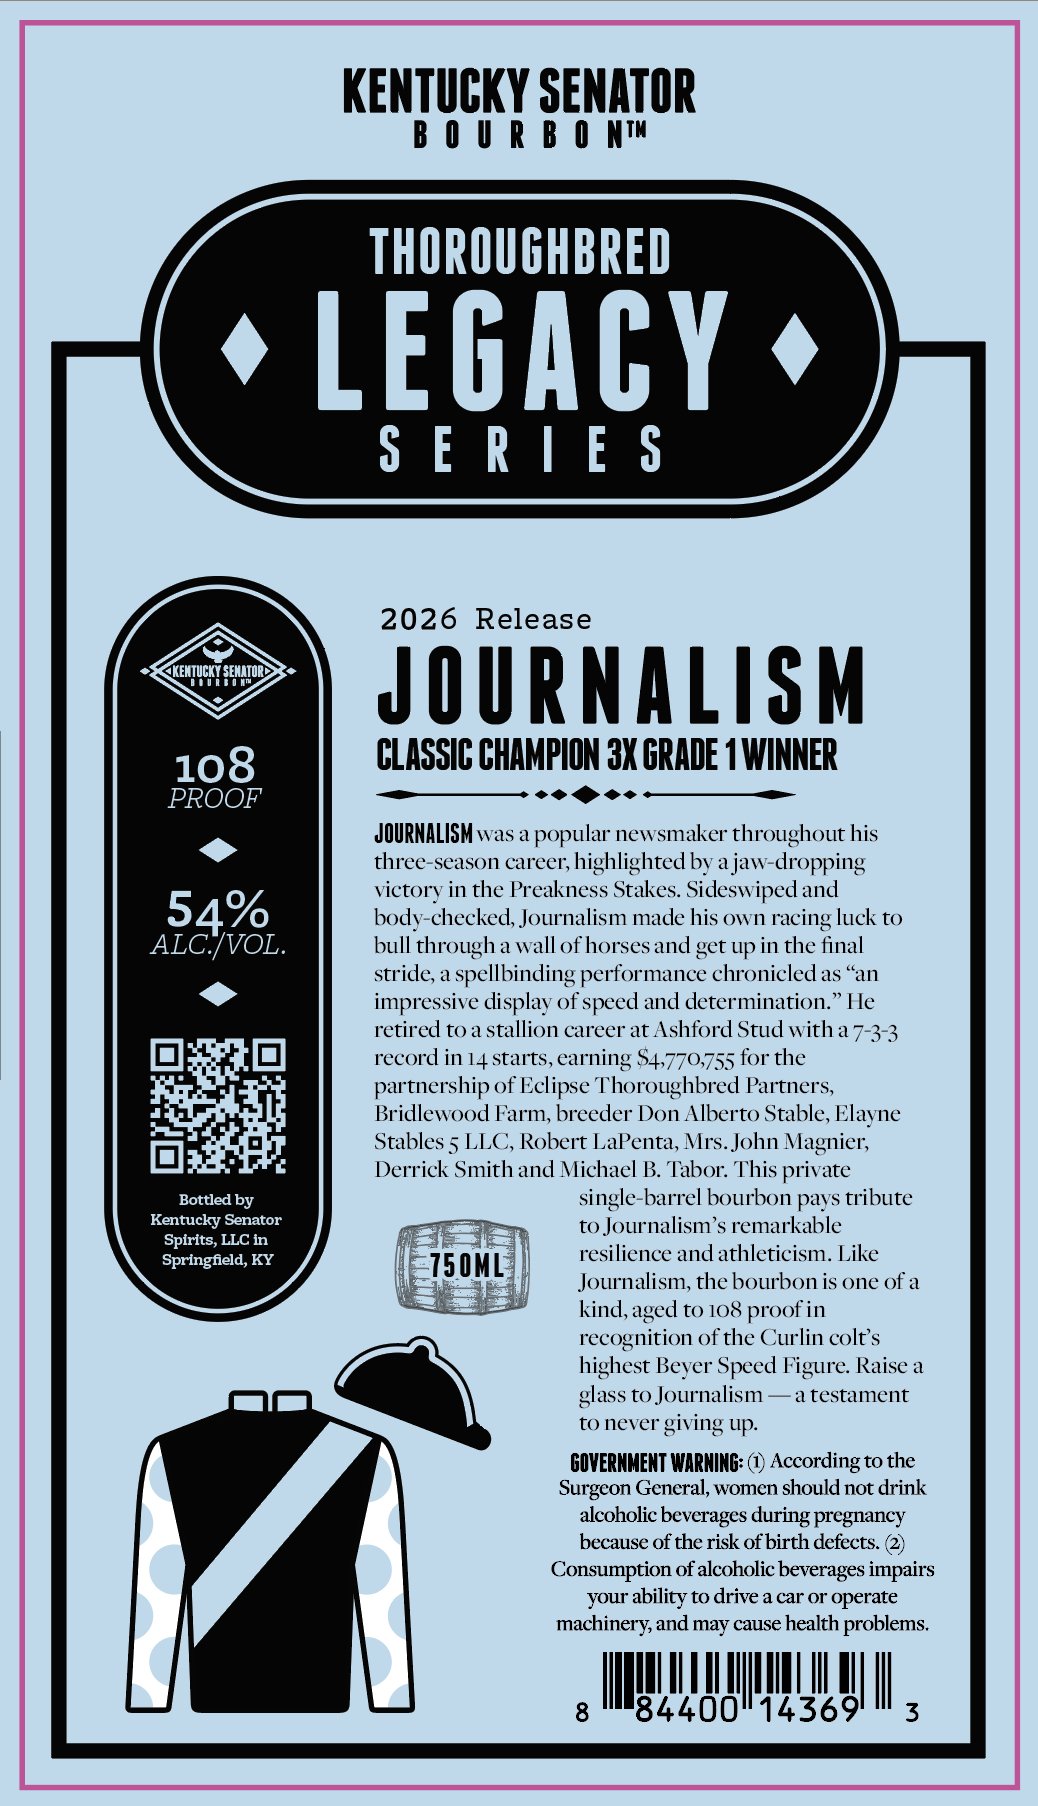 KENTUCKY SENATOR
BOURBON™
THOROUGHBRED
LEGACY
SERIES
KENTUCKY SENATOR
BOURBON™
108
PROOF
54%
ALC./VOL.
Bottled by
Kentucky Senator
Spirits, LLC in
Springfield, KY
2026 Release
JOURNALISM
CLASSIC CHAMPION 3X GRADE 1 WINNER
JOURNALISM was a popular newsmaker throughout his
three-season career, highlighted by a jaw-dropping
victory in the Preakness Stakes. Sideswiped and
body-checked, Journalism made his own racing luck to
bull through a wall of horses and get up in the final
stride, a spellbinding performance chronicled as “an
impressive display of speed and determination.” He
retired to a stallion career at Ashford Stud with a 7-3-3
record in 14 starts, earning $4,770,755 for the
partnership of Eclipse Thoroughbred Partners,
Bridlewood Farm, breeder Don Alberto Stable, Elayne
Stables 5 LLC, Robert LaPenta, Mrs. John Magnier,
Derrick Smith and Michael B. Tabor. This private
single-barrel bourbon pays tribute
to Journalism’s remarkable
resilience and athleticism. Like
Journalism, the bourbon is one of a
kind, aged to 108 proof in
recognition of the Curlin colt’s
highest Beyer Speed Figure. Raise a
glass to Journalism — a testament
to never giving up.
750ML
GOVERNMENT WARNING: (1) According to the
Surgeon General, women should not drink
alcoholic beverages during pregnancy
because of the risk of birth defects. (2)
Consumption of alcoholic beverages impairs
your ability to drive a car or operate
machinery, and may cause health problems.
8 84400 14369 3